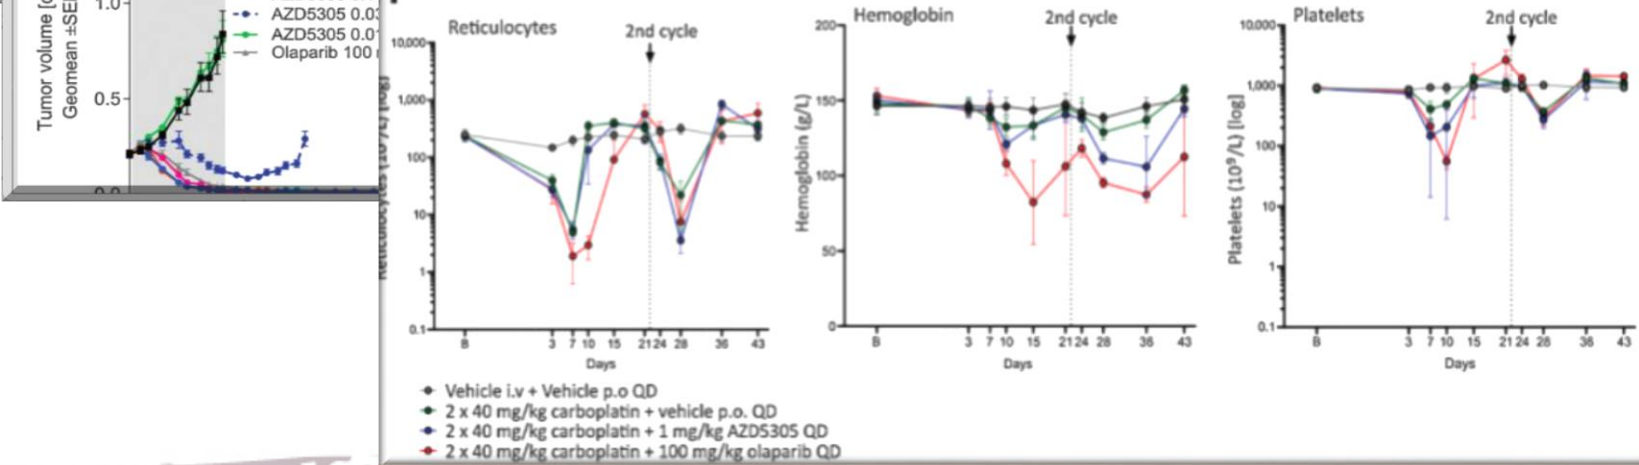 1.0
AZD5305 0.03
AZD5305 0.01
Olaparib 100
Tumor volume
Geomean ±SE
0.5
0.0
Reticulocytes
2nd cycle
10,000
1,000
100
10
1
0.1
B 3 7 10 15 21 24 28 36 43
Days
Hemoglobin
2nd cycle
Hemoglobin (g/L)
200
150
100
50
0
B 3 7 10 15 21 24 28 36 43
Days
Platelets
2nd cycle
Platelets (10⁹/L) [log]
10,000
1,000
100
10
1
0.1
B 3 7 10 15 21 24 28 36 43
Days
Vehicle i.v + Vehicle p.o QD
2 x 40 mg/kg carboplatin + vehicle p.o. QD
2 x 40 mg/kg carboplatin + 1 mg/kg AZD5305 QD
2 x 40 mg/kg carboplatin + 100 mg/kg olaparib QD